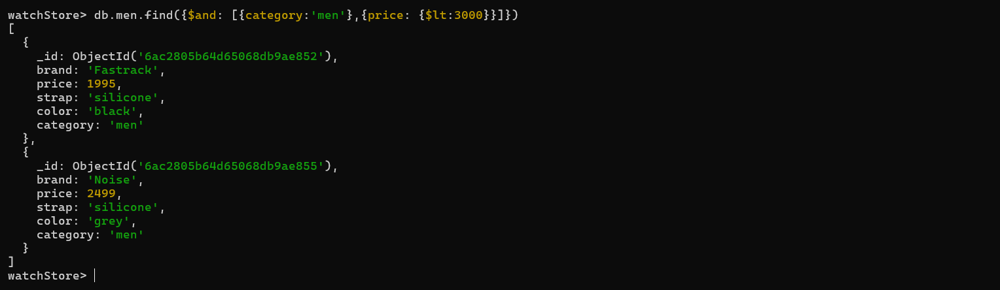 watchStore> db.men.find({$and: [{category:'men'},{price: {$lt:3000}}]})
[
  {
    _id: ObjectId('6ac2805b64d65068db9ae852'),
    brand: 'Fastrack',
    price: 1995,
    strap: 'silicone',
    color: 'black',
    category: 'men'
  },
  {
    _id: ObjectId('6ac2805b64d65068db9ae855'),
    brand: 'Noise',
    price: 2499,
    strap: 'silicone',
    color: 'grey',
    category: 'men'
  }
]
watchStore>